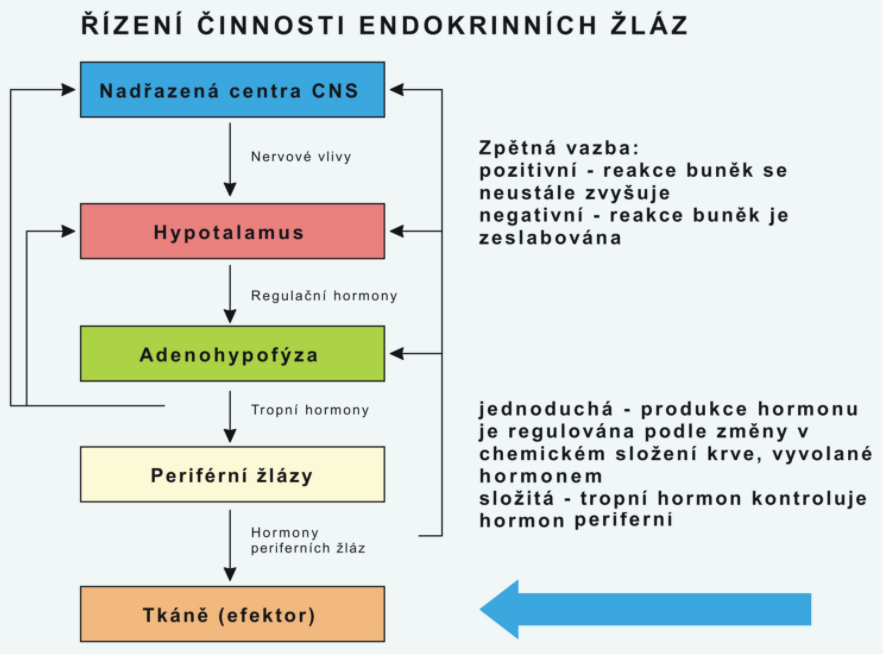 ŘÍZENÍ ČINNOSTI ENDOKRINNÍCH ŽLÁZ
Nadřazená centra CNS
Nervové vlivy
Hypotalamus
Regulační hormony
Adenohypofýza
Tropní hormony
Periférní žlázy
Hormony
periferních žláz
Tkáně (efektor)
Zpětná vazba:
pozitivní - reakce buněk se
neustále zvyšuje
negativní - reakce buněk je
zeslabována
jednoduchá - produkce hormonu
je regulována podle změny v
chemickém složení krve, vyvolané
hormonem
složitá - tropní hormon kontroluje
hormon periferní